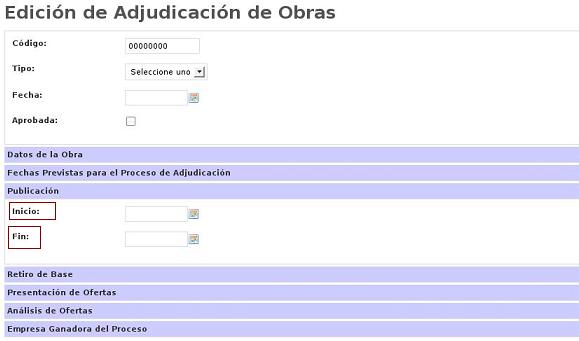 Edición de Adjudicación de Obras
Código: 00000000
Tipo: Seleccione uno
Fecha:
Aprobada:
Datos de la Obra
Fechas Previstas para el Proceso de Adjudicación
Publicación
Inicio:
Fin:
Retiro de Base
Presentación de Ofertas
Análisis de Ofertas
Empresa Ganadora del Proceso